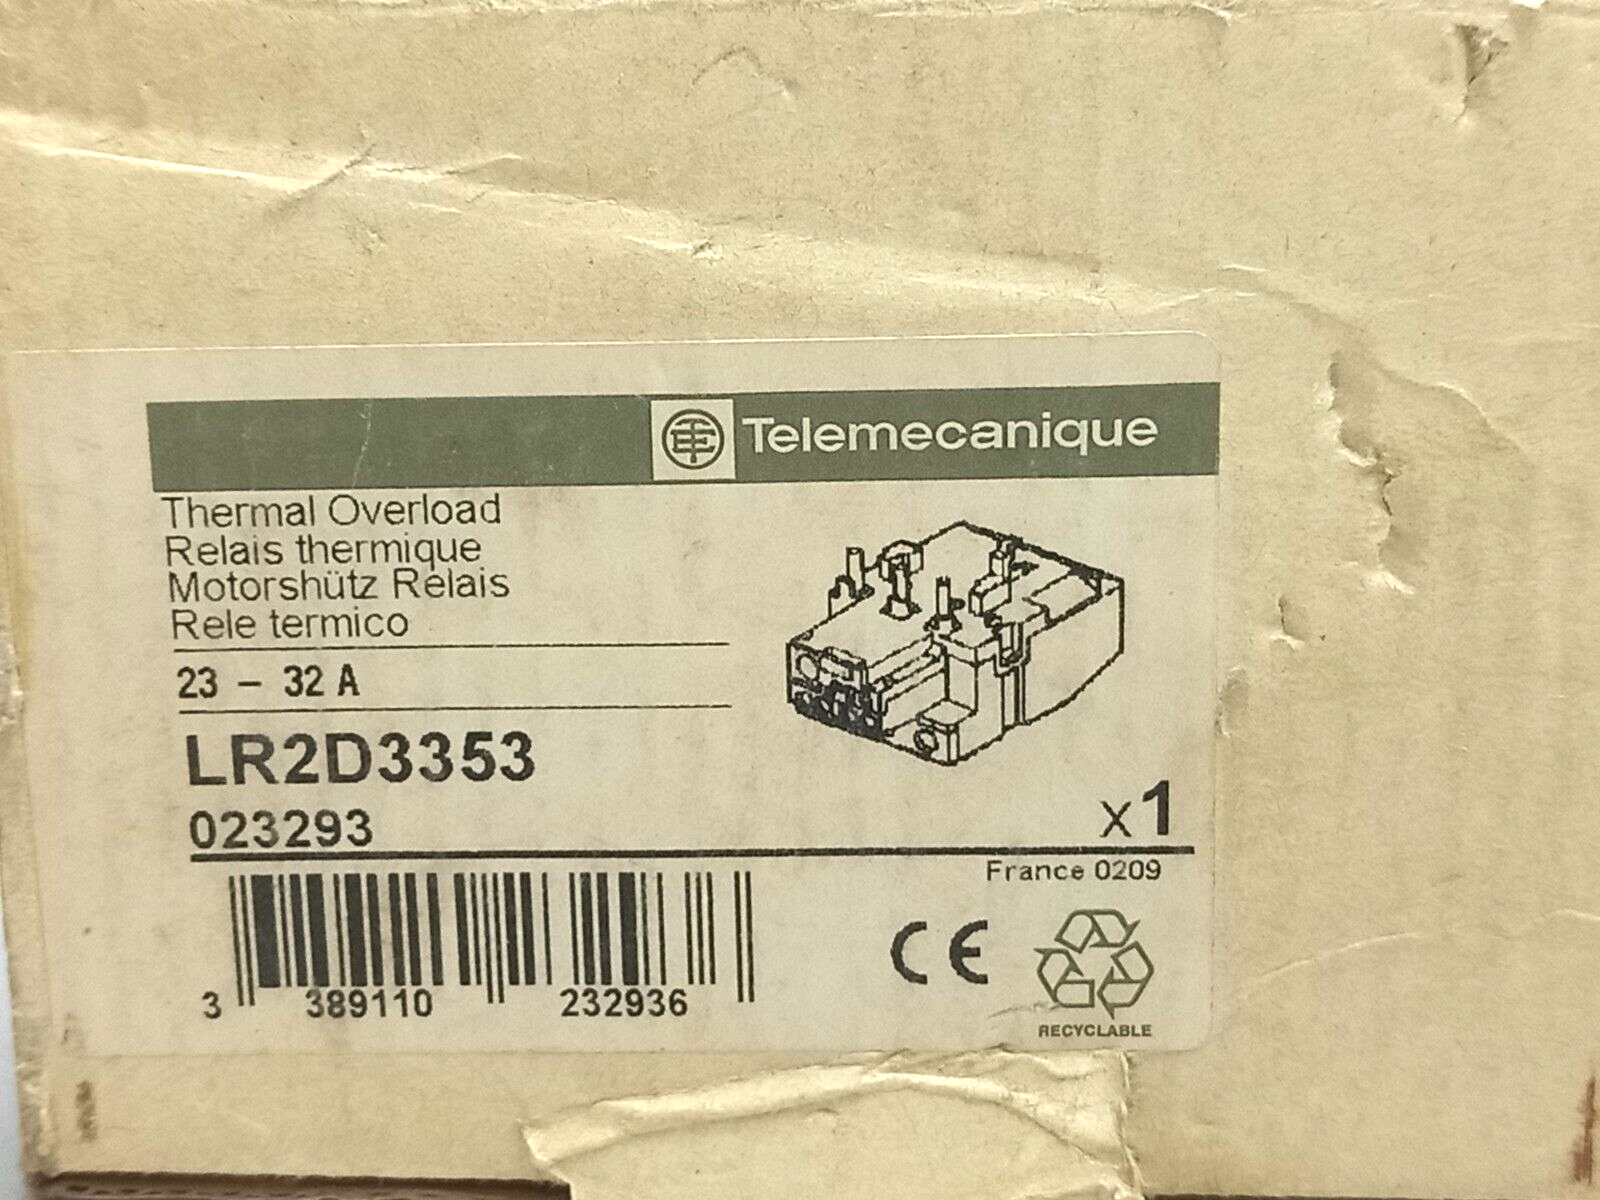 Telemecanique
Thermal Overload
Relais thermique
Motorshütz Relais
Rele termico
23 - 32 A
LR2D3353
023293
x 1
France 0209
3 389110 232936
CE
RECYCLABLE